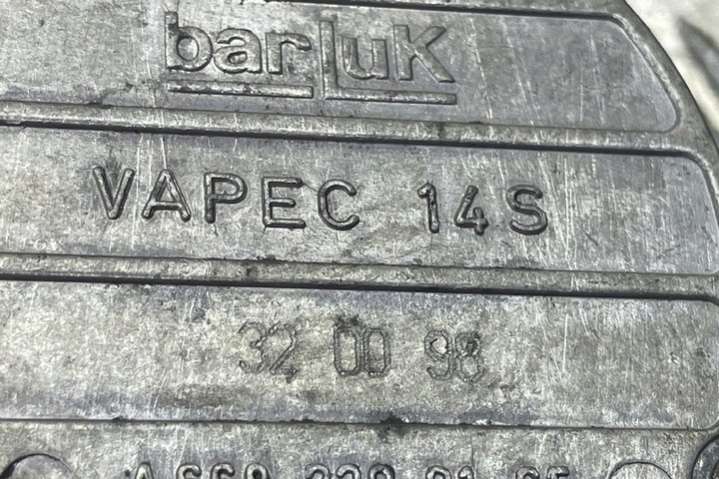 barLuK
VAPEC 14S
32 00 98